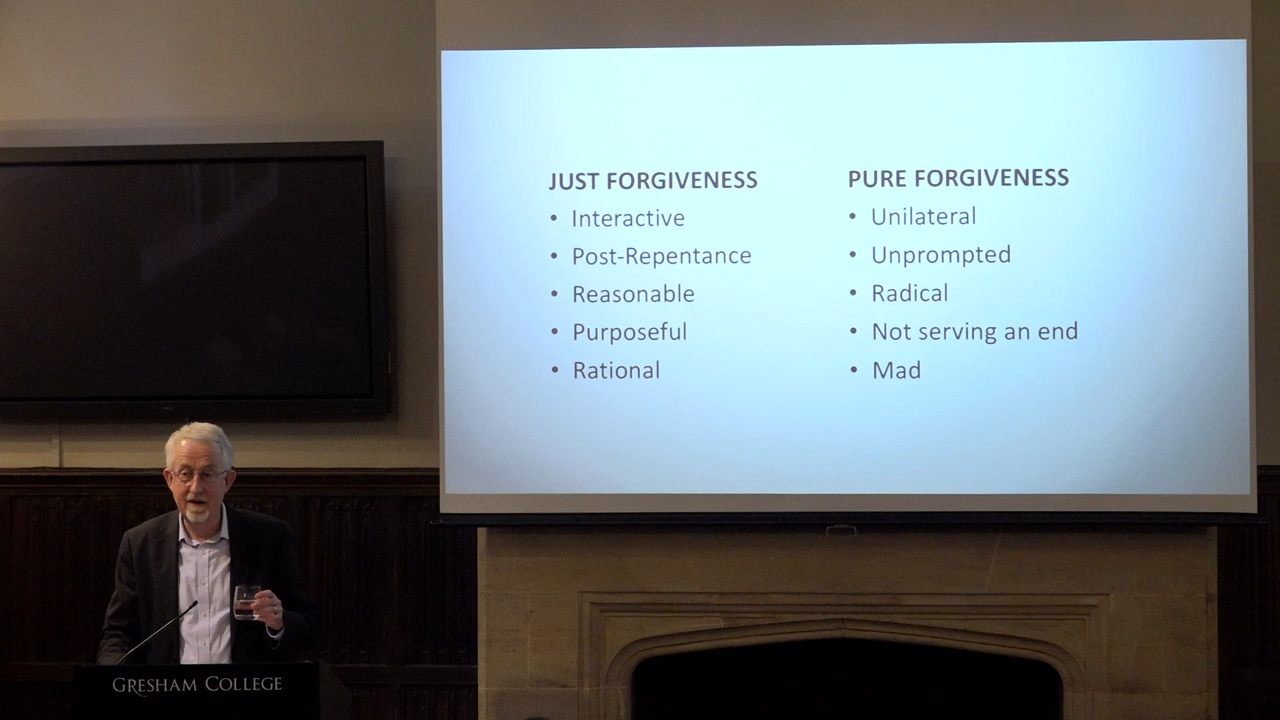 JUST FORGIVENESS
• Interactive
• Post-Repentance
• Reasonable
• Purposeful
• Rational
PURE FORGIVENESS
• Unilateral
• Unprompted
• Radical
• Not serving an end
• Mad
GRESHAM COLLEGE